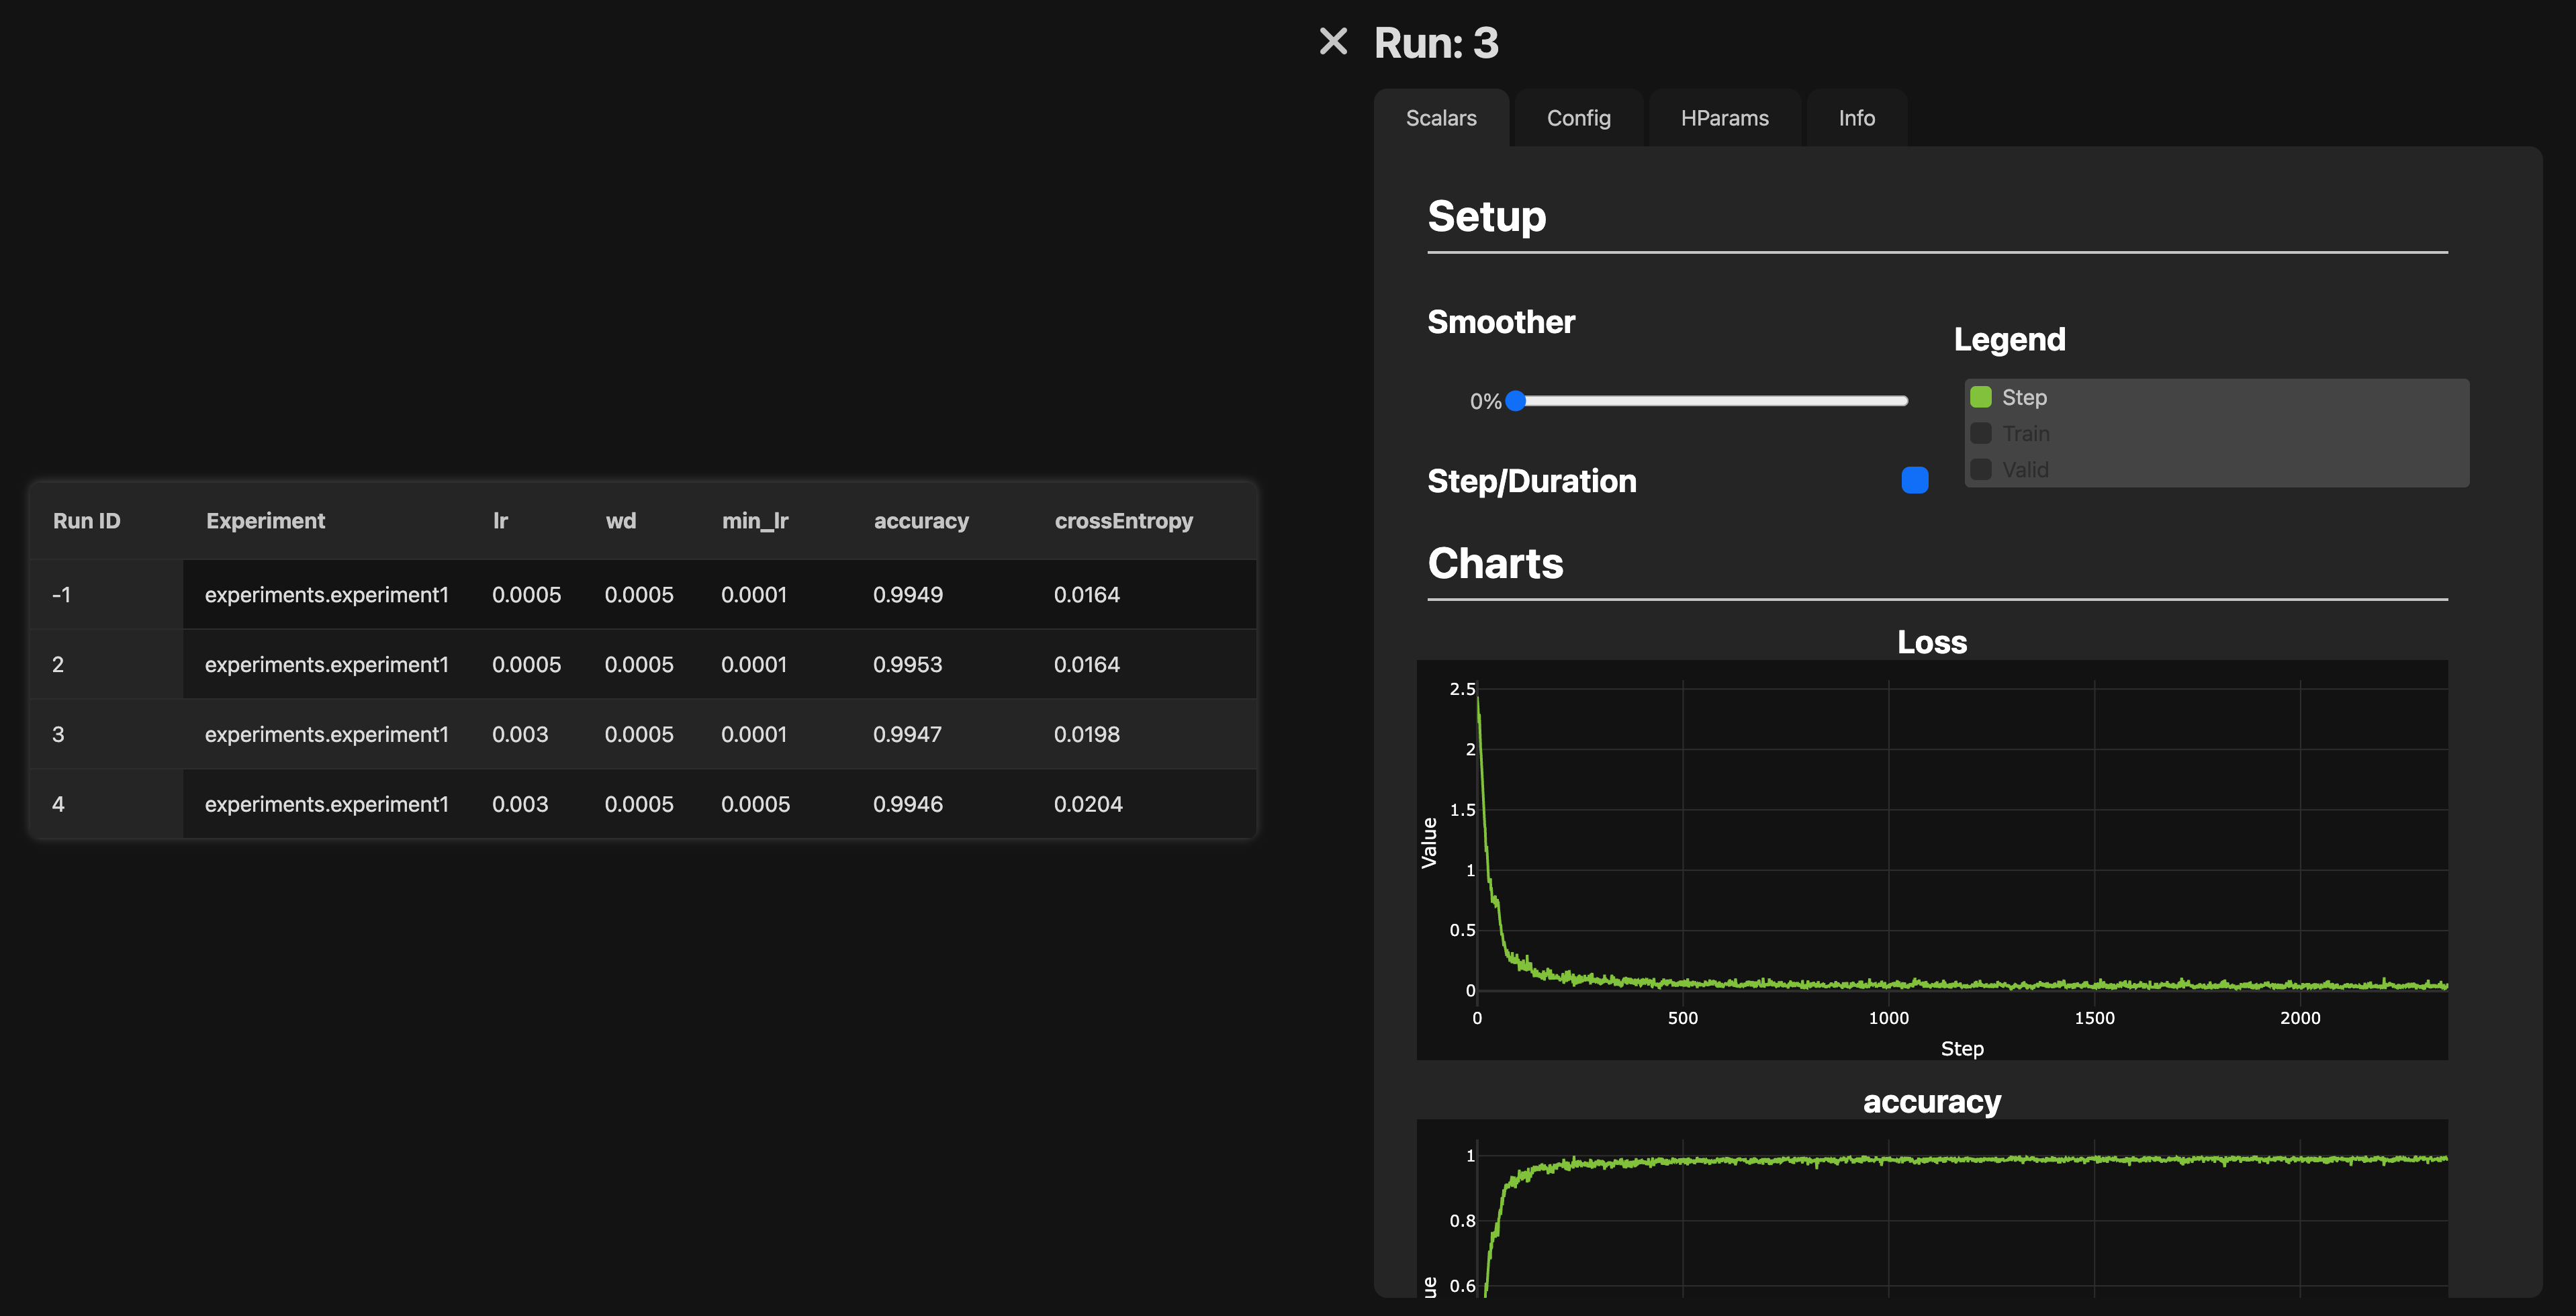 Run: 3
Scalars Config HParams Info
Setup
Smoother
0%
Step/Duration
Legend
Step
Train
Valid
Run ID Experiment lr wd min_lr accuracy crossEntropy
-1 experiments.experiment1 0.0005 0.0005 0.0001 0.9949 0.0164
2 experiments.experiment1 0.0005 0.0005 0.0001 0.9953 0.0164
3 experiments.experiment1 0.003 0.0005 0.0001 0.9947 0.0198
4 experiments.experiment1 0.003 0.0005 0.0005 0.9946 0.0204
Charts
Loss
2.5
2
1.5
1
0.5
0
Value
0 500 1000 1500 2000
Step
accuracy
1
0.8
0.6
ue